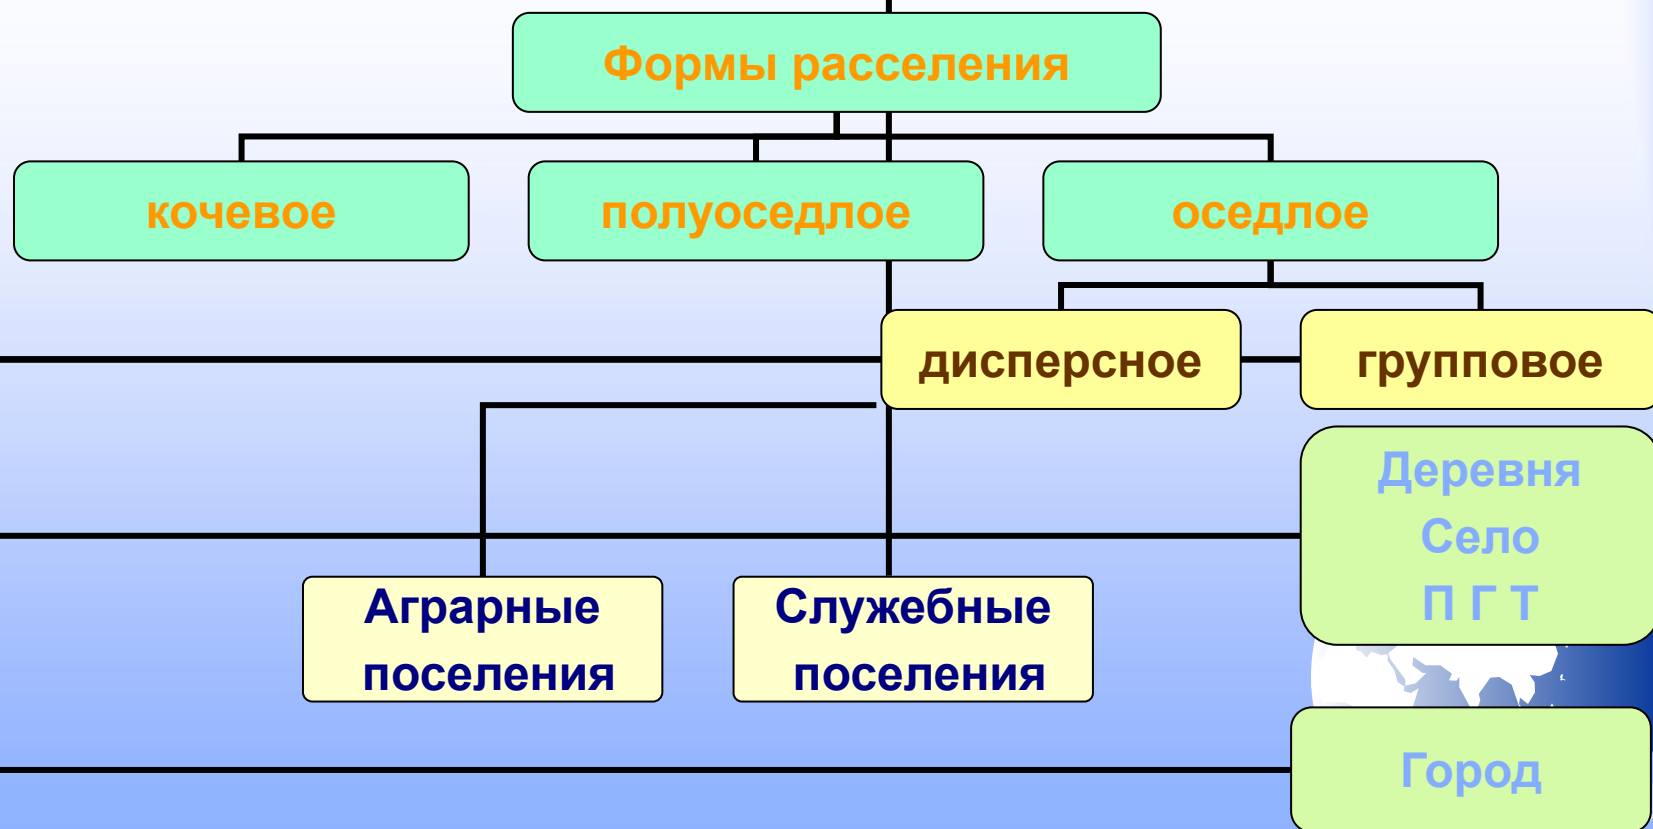 Формы расселения
кочевое
полуоседлое
оседлое
дисперсное
групповое
Деревня
Село
П Г Т
Аграрные
поселения
Служебные
поселения
Город